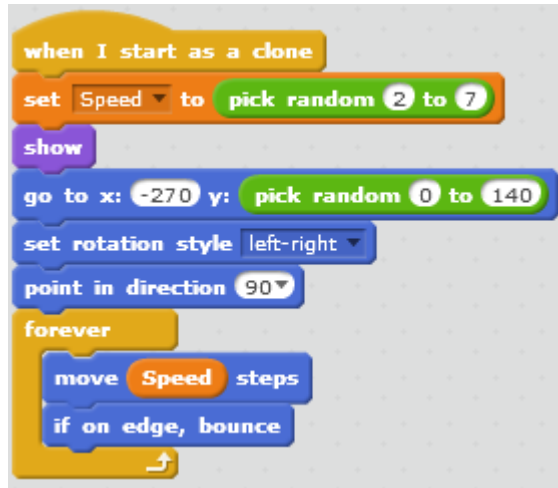 when I start as a clone
set Speed to pick random 2 to 7
show
go to x: -270 y: pick random 0 to 140
set rotation style left-right
point in direction 90
forever
move Speed steps
if on edge, bounce